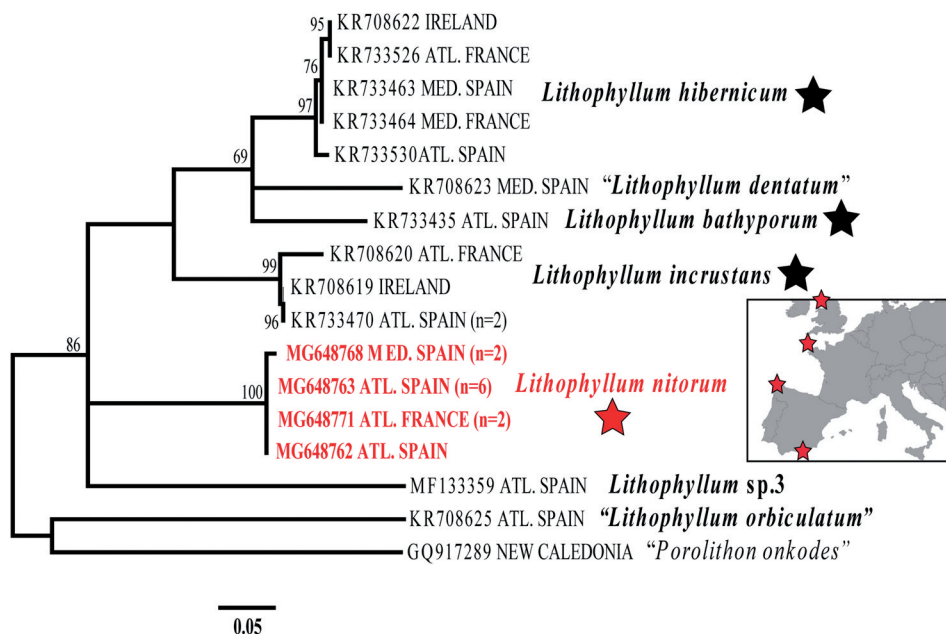 95
KR708622 IRELAND
KR733526 ATL. FRANCE
76
KR733463 MED. SPAIN
Lithophyllum hibernicum
97
KR733464 MED. FRANCE
KR733530ATL. SPAIN
69
KR708623 MED. SPAIN “Lithophyllum dentatum”
KR733435 ATL. SPAIN Lithophyllum bathyporum
KR708620 ATL. FRANCE
99
Lithophyllum incrustans
KR708619 IRELAND
96
KR733470 ATL. SPAIN (n=2)
86
MG648768 MED. SPAIN (n=2)
100
MG648763 ATL. SPAIN (n=6) Lithophyllum nitorum
MG648771 ATL. FRANCE (n=2)
MG648762 ATL. SPAIN
MF133359 ATL. SPAIN Lithophyllum sp.3
KR708625 ATL. SPAIN “Lithophyllum orbiculatum”
GQ917289 NEW CALEDONIA “Porolithon onkodes”
0.05